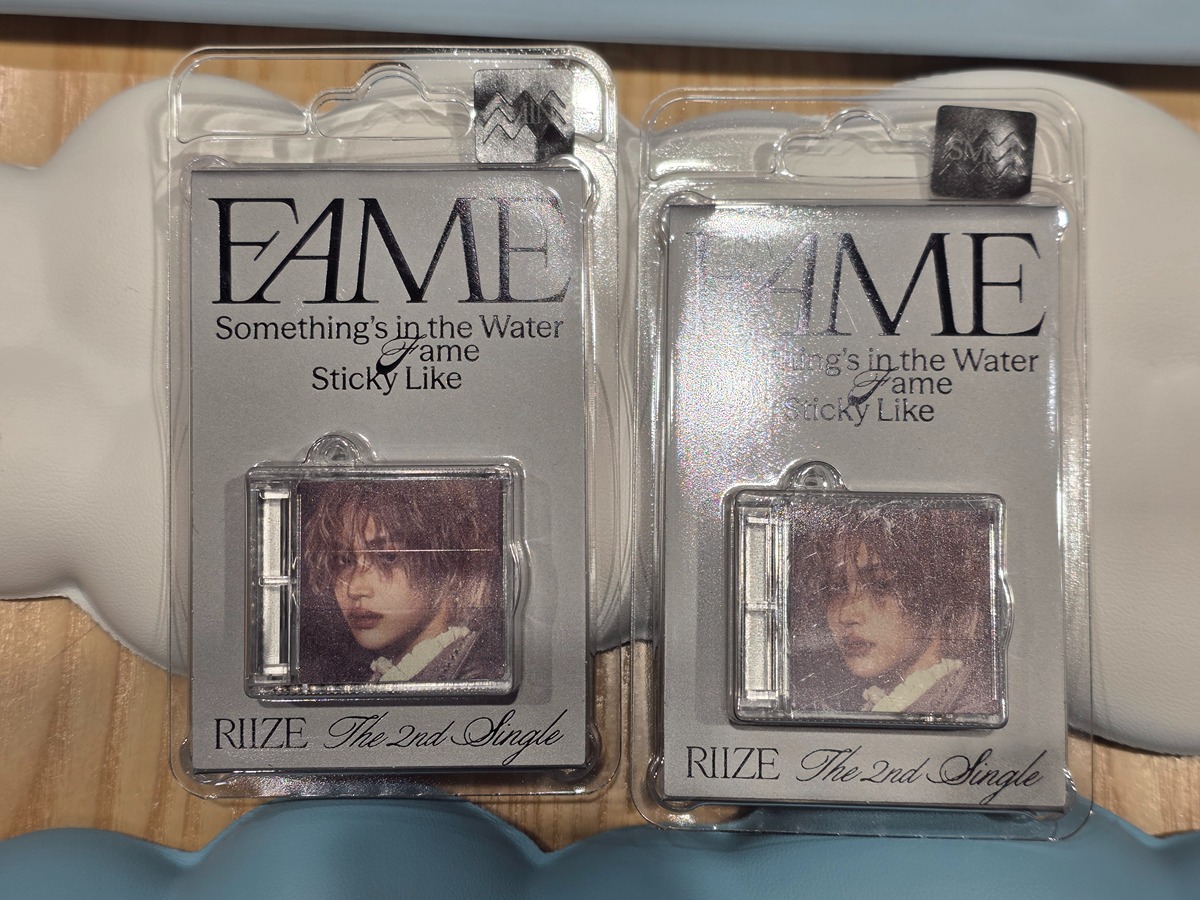 FAME
Something's in the Water
Fame
Sticky Like
RIIZE The 2nd Single
SM
FAME
thing's in the Water
Fame
Sticky Like
RIIZE The 2nd Single